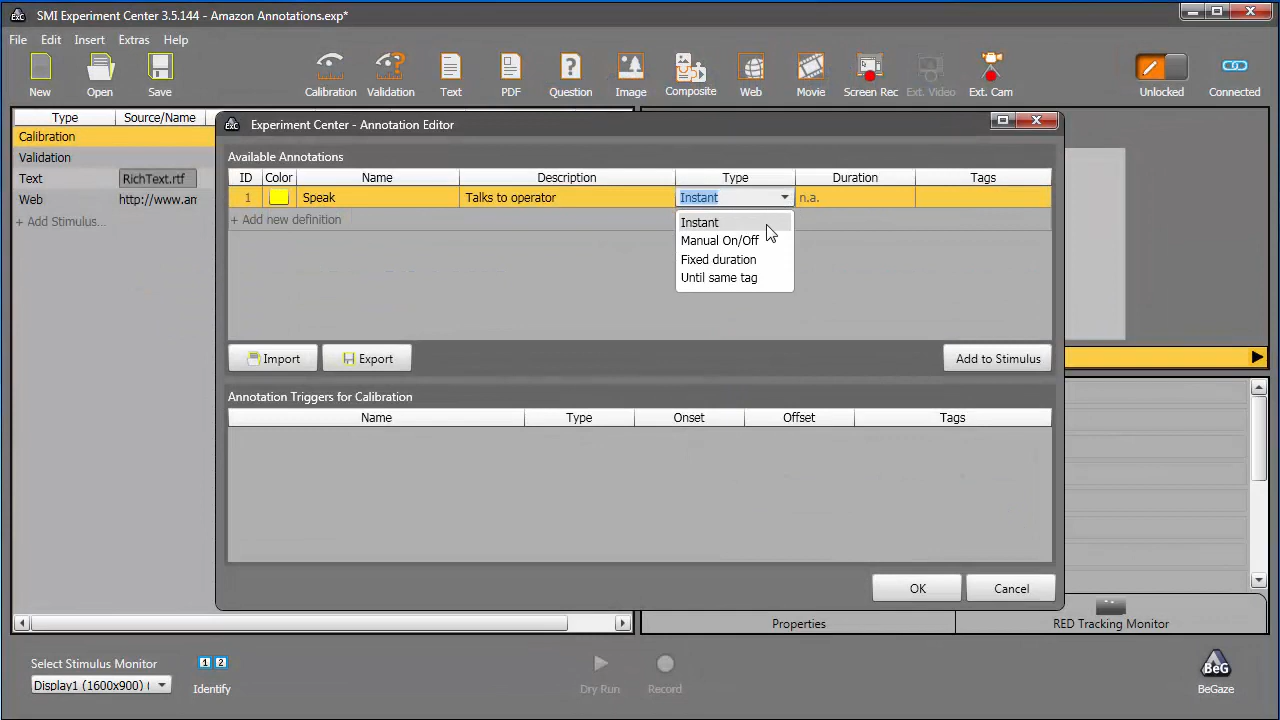 SMI Experiment Center 3.5.144 - Amazon Annotations.exp*
File Edit Insert Extras Help
New Open Save Calibration Validation Text PDF Question Image Composite Web Movie Screen Rec Ext. Video Ext. Cam Unlocked Connected
Type Source/Name
Calibration
Validation
Text RichText.rtf
Web http://www.am
+ Add Stimulus...
Experiment Center - Annotation Editor
Available Annotations
ID Color Name Description Type Duration Tags
1 Speak Talks to operator Instant n.a.
+ Add new definition
Instant
Manual On/Off
Fixed duration
Until same tag
Import Export Add to Stimulus
Annotation Triggers for Calibration
Name Type Onset Offset Tags
OK Cancel
Properties RED Tracking Monitor
Select Stimulus Monitor
Display1 (1600x900) (
1 2
Identify
Dry Run Record
BeG
BeGaze
EXC